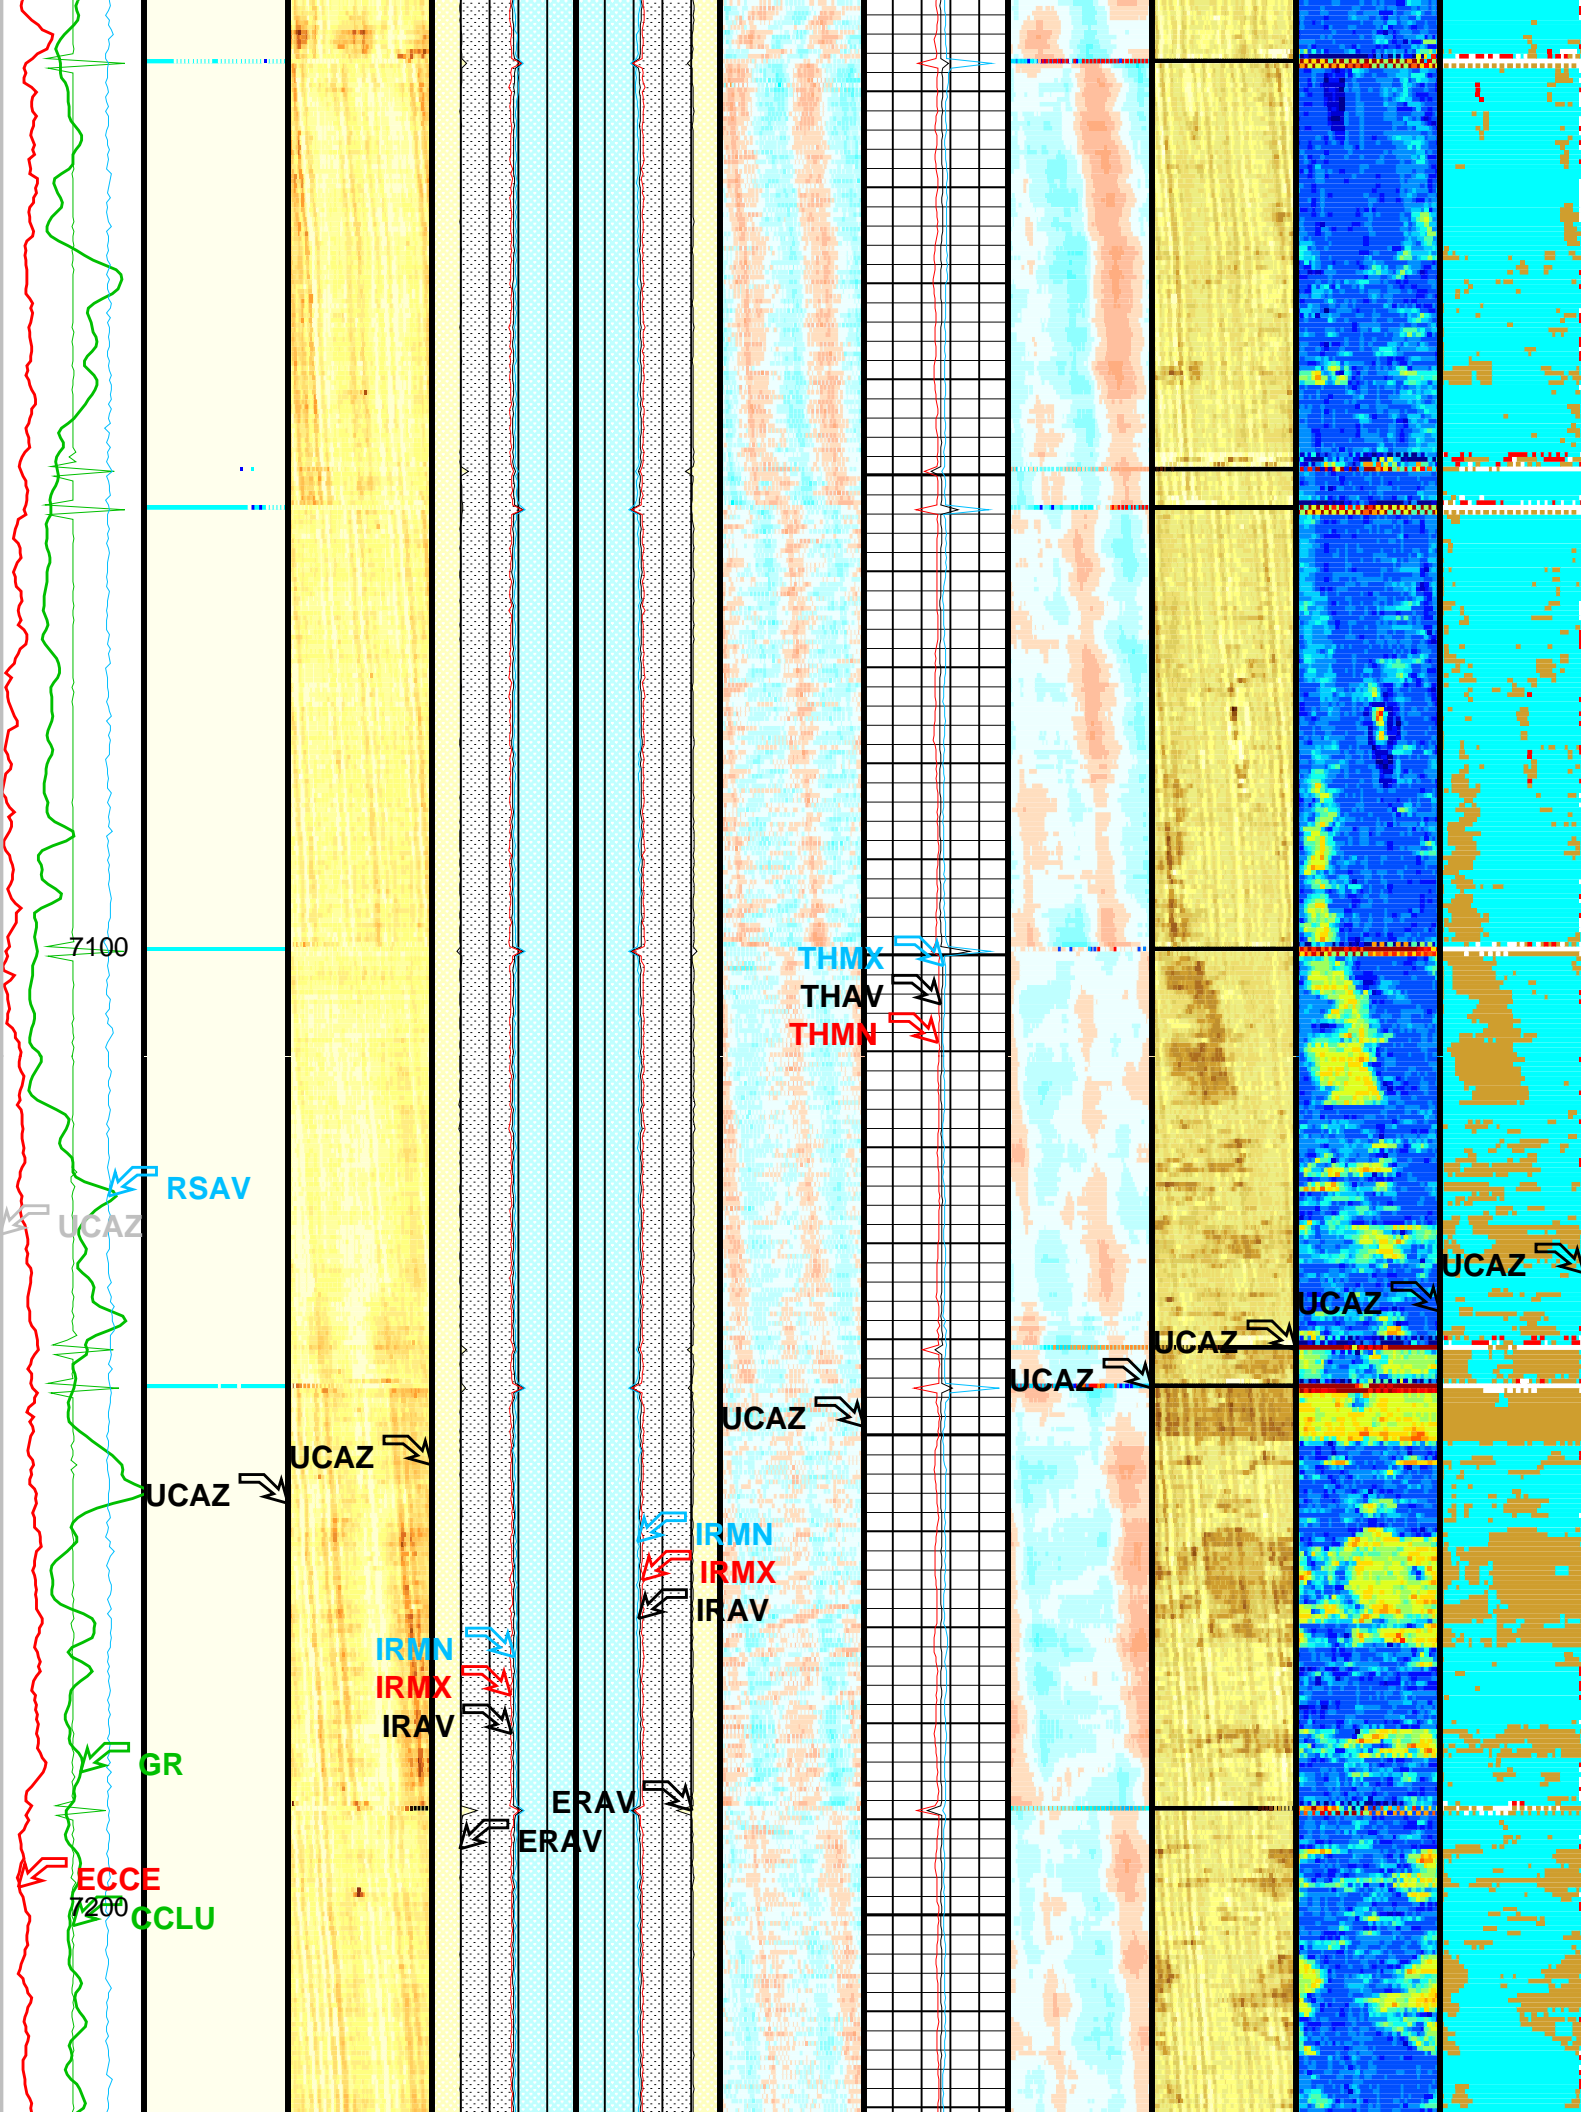 7100
THMX
THAV
THMN
RSAV
UCAZ
UCAZ
UCAZ
UCAZ
UCAZ
UCAZ
UCAZ
UCAZ
IRMN
IRMX
IRAV
IRMN
IRMX
IRAV
GR
ERAV
ERAV
ECCE
7200
CCLU